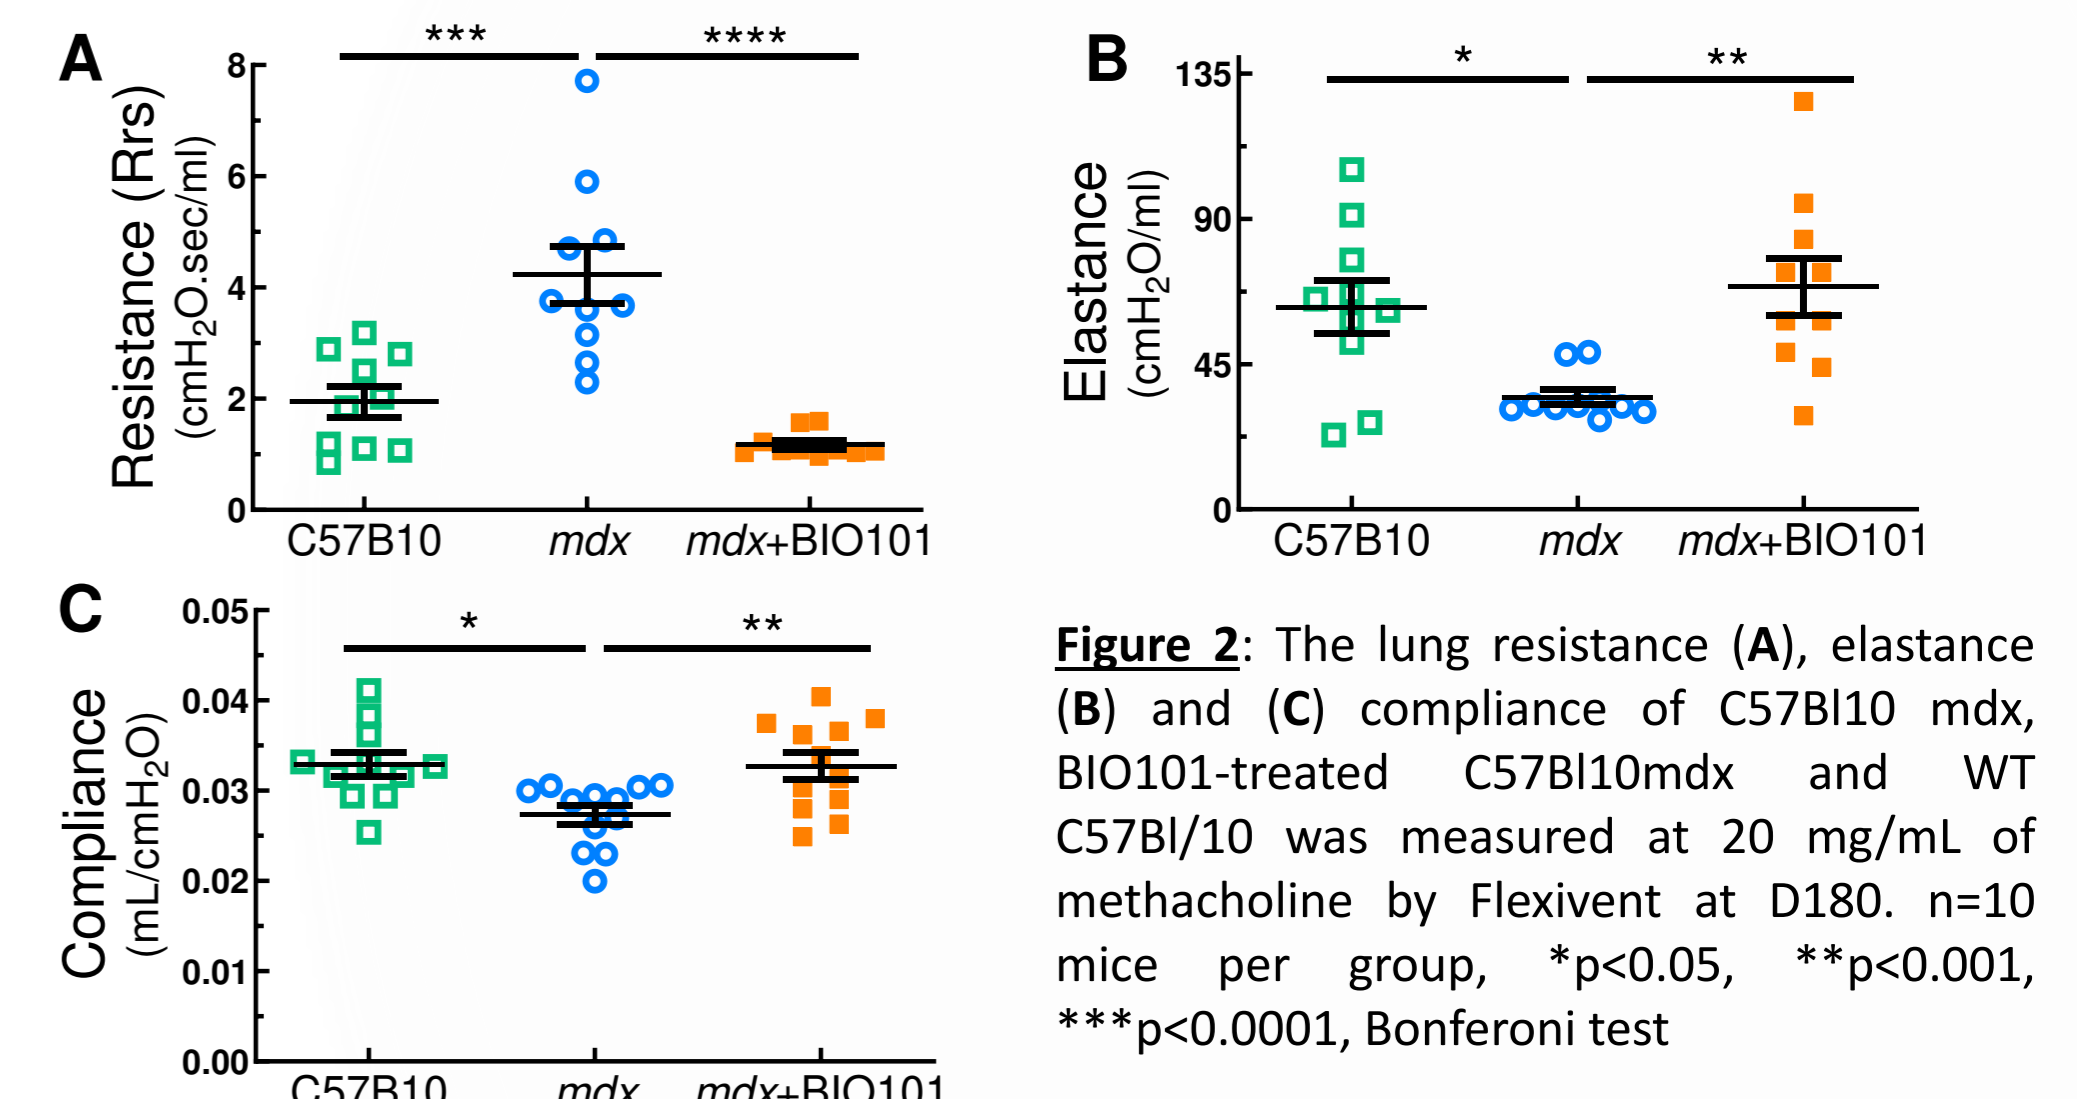 A
Resistance (Rrs)
(cmH₂O.sec/ml)
8
6
4
2
0
***
****
C57B10
mdx
mdx+BIO101
B
Elastance
(cmH₂O/ml)
135
90
45
0
*
**
C57B10
mdx
mdx+BIO101
C
Compliance
(mL/cmH₂O)
0.05
0.04
0.03
0.02
0.01
0.00
*
**
C57B10
mdx
mdx+BIO101
Figure 2: The lung resistance (A), elastance
(B) and (C) compliance of C57Bl10 mdx,
BIO101-treated C57Bl10mdx and WT
C57Bl/10 was measured at 20 mg/mL of
methacholine by Flexivent at D180. n=10
mice per group, *p<0.05, **p<0.001,
***p<0.0001, Bonferoni test